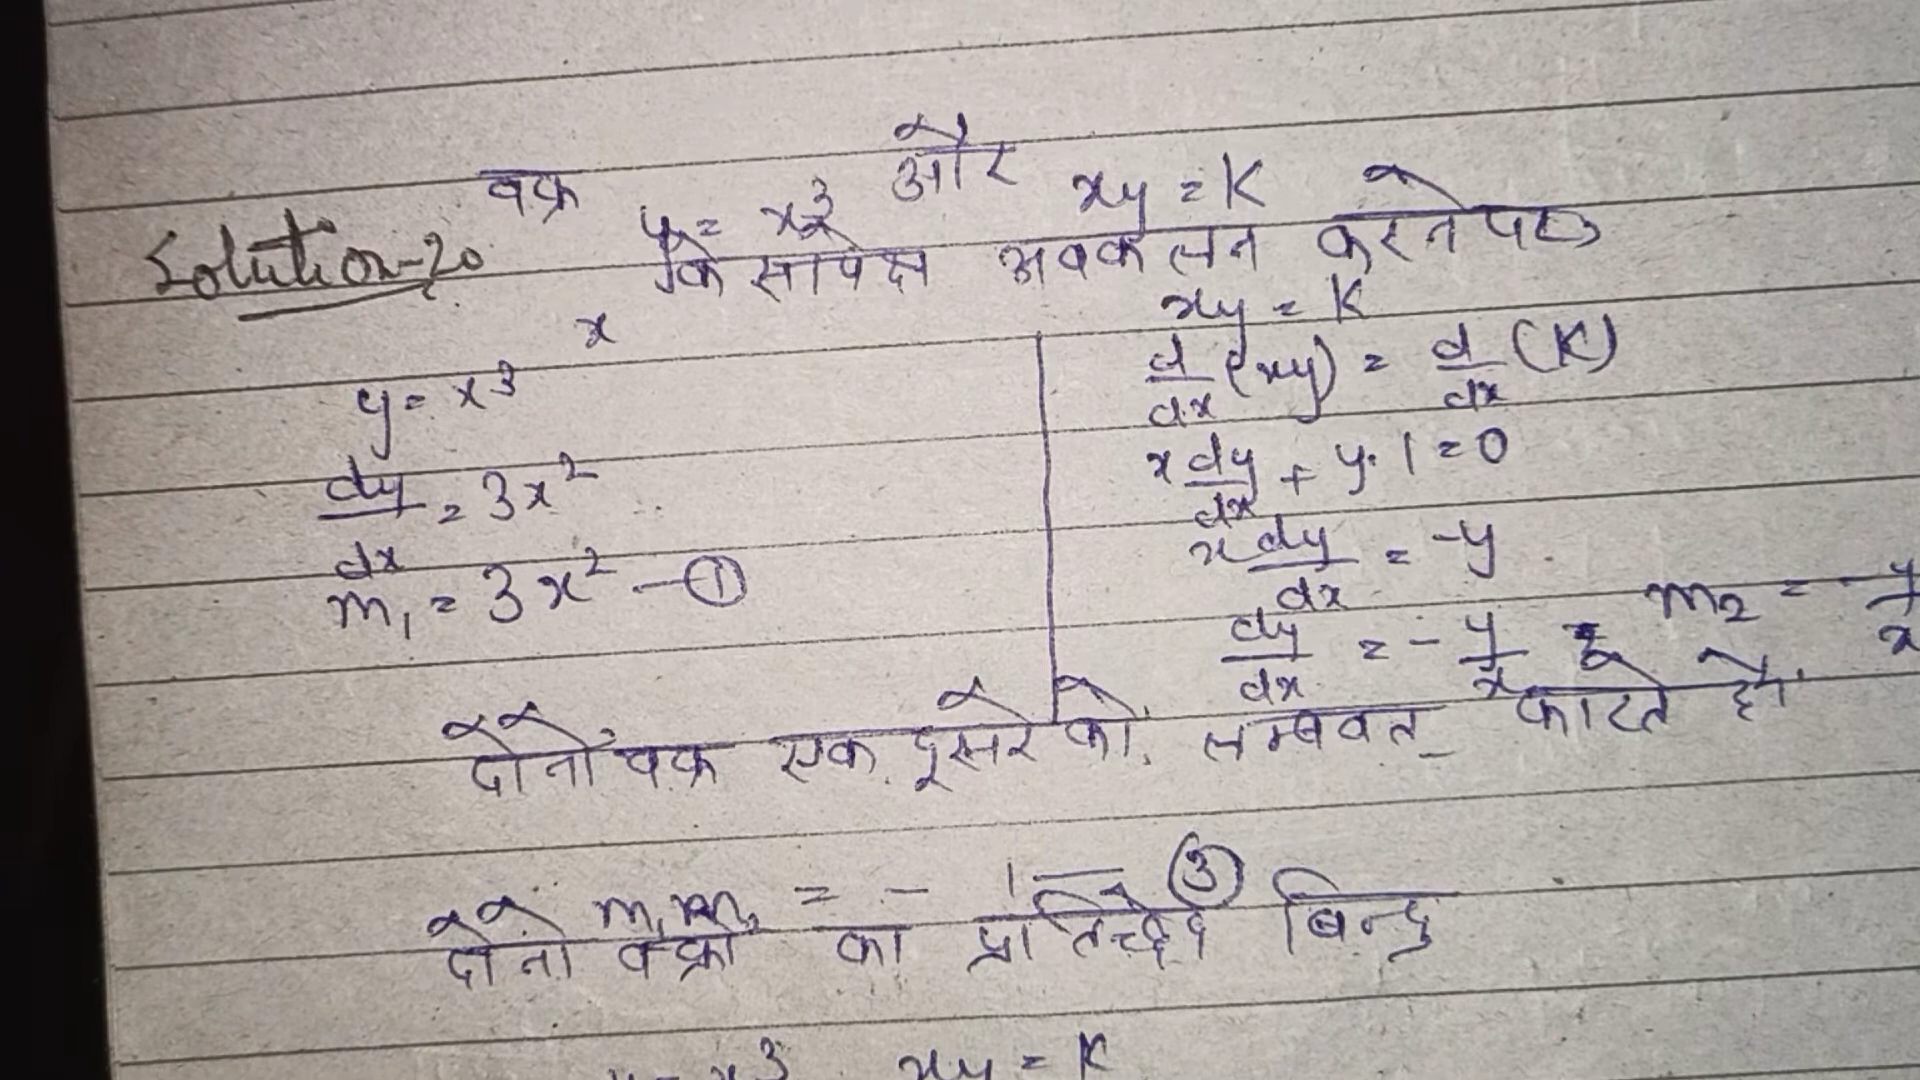 वक्र y = x³ और xy = K
Solution-20 के सापेक्ष अवकलन करने पर
x
y = x³
dy/dx = 3x²
m₁ = 3x² —①
xy = K
d/dx (xy) = d/dx (K)
x dy/dx + y·1 = 0
x dy/dx = -y
dy/dx = -y/x m₂ = -y/x
दोनों वक्र एक दूसरे को लम्बवत काटते हैं
m₁m₂ = -1 —③
दोनों वक्रों का प्रतिच्छेद बिन्दु
y = x³ xy = K